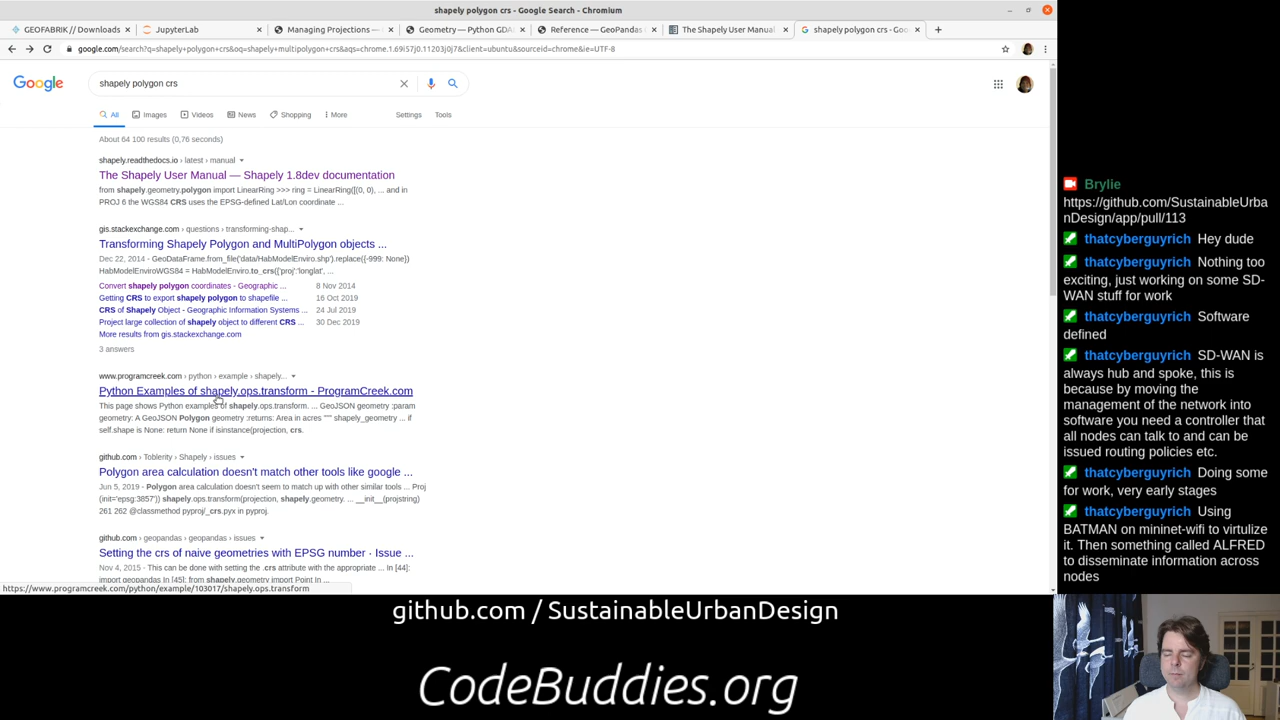 shapely polygon crs - Google Search - Chromium
GEOFABRIK // Downloads
JupyterLab
Managing Projections —
Geometry — Python GDA
Reference — GeoPandas
The Shapely User Manual
shapely polygon crs - Goo
google.com/search?q=shapely+polygon+crs&oq=shapely+multipolygon+crs&aqs=chrome.1.69i57j0.11203j0j7&client=ubuntu&sourceid=chrome&ie=UTF-8
Google
shapely polygon crs
All
Images
Videos
News
Shopping
More
Settings
Tools
About 64 100 results (0,76 seconds)
shapely.readthedocs.io › latest › manual
The Shapely User Manual — Shapely 1.8dev documentation
from shapely.geometry.polygon import LinearRing >>> ring = LinearRing([(0, 0), ... and in
PROJ 6 the WGS84 CRS uses the EPSG-defined Lat/Lon coordinate ...
gis.stackexchange.com › questions › transforming-shap...
Transforming Shapely Polygon and MultiPolygon objects ...
Dec 22, 2014 - GeoDataFrame.from_file('data/HabModelEnviro.shp').replace({-999: None})
HabModelEnviroWGS84 = HabModelEnviro.to_crs({'proj':'longlat', ...
Convert shapely polygon coordinates - Geographic ... 8 Nov 2014
Getting CRS to export shapely polygon to shapefile ... 16 Oct 2019
CRS of Shapely Object - Geographic Information Systems ... 24 Jul 2019
Project large collection of shapely object to different CRS ... 30 Dec 2019
More results from gis.stackexchange.com
3 answers
www.programcreek.com › python › example › shapely...
Python Examples of shapely.ops.transform - ProgramCreek.com
This page shows Python examples of shapely.ops.transform. ... GeoJSON geometry :param
geometry: A GeoJSON Polygon geometry :returns: Area in acres """ shapely_geometry ... if
self.shape is None: return None if isinstance(projection, crs.
github.com › Toblerity › Shapely › issues
Polygon area calculation doesn't match other tools like google ...
Jun 5, 2019 - Polygon area calculation doesn't seem to match up with other similar tools ... Proj
(init='epsg:3857')) shapely.ops.transform(projection, shapely.geometry. ... __init__(projstring)
261 262 @classmethod pyproj/_crs.pyx in pyproj.
github.com › geopandas › geopandas › issues
Setting the crs of naive geometries with EPSG number · Issue ...
Nov 4, 2015 - This can be done with setting the .crs attribute with the appropriate ... In [44]:
import geopandas In [45]: from shapely.geometry import Point In ...
https://www.programcreek.com/python/example/103017/shapely.ops.transform
Brylie
https://github.com/SustainableUrba
nDesign/app/pull/113
thatcyberguyrich Hey dude
thatcyberguyrich Nothing too
exciting, just working on some SD-
WAN stuff for work
thatcyberguyrich Software
defined
thatcyberguyrich SD-WAN is
always hub and spoke, this is
because by moving the
management of the network into
software you need a controller that
all nodes can talk to and can be
issued routing policies etc.
thatcyberguyrich Doing some
for work, very early stages
thatcyberguyrich Using
BATMAN on mininet-wifi to virtulize
it. Then something called ALFRED
to disseminate information across
nodes
github.com / SustainableUrbanDesign
CodeBuddies.org